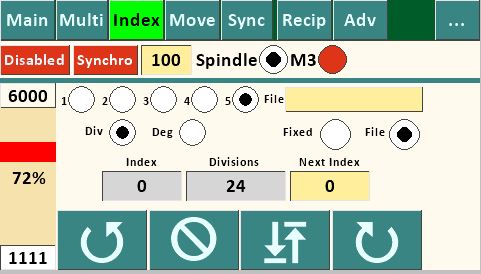 Main Multi Index Move Sync Recip Adv ...
Disabled Synchro 100 Spindle M3
6000 1 2 3 4 5 File
Div Deg Fixed File
Index Divisions Next Index
72% 0 24 0
1111